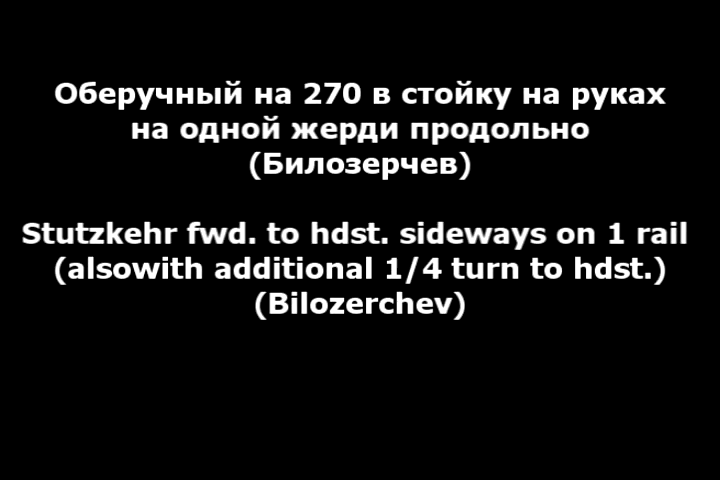 Оберучный на 270 в стойку на руках
на одной жерди продольно
(Билозерчев)
Stutzkehr fwd. to hdst. sideways on 1 rail
(alsowith additional 1/4 turn to hdst.)
(Bilozerchev)